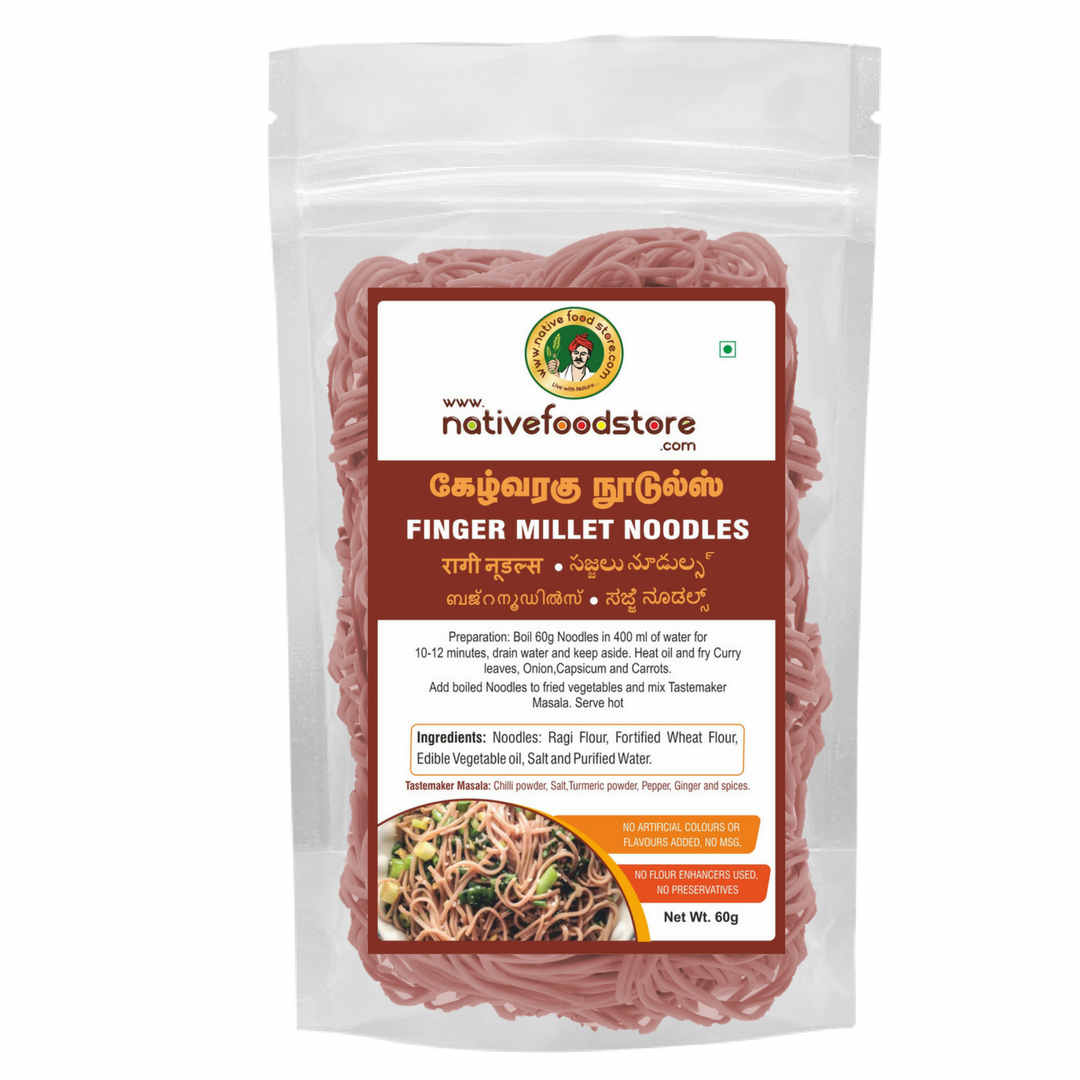 www.native food store.com
Live with Nature...
www.
nativefoodstore
.com
கேழ்வரகு நூடுல்ஸ்
FINGER MILLET NOODLES
रागी नूडल्स • సజ్జలు నూడుల్స్
ബജ്റ ന്മൂഡിൽസ് • ಸಜ್ಜೆ ನೂಡಲ್ಸ್
Preparation: Boil 60g Noodles in 400 ml of water for
10-12 minutes, drain water and keep aside. Heat oil and fry Curry
leaves, Onion,Capsicum and Carrots.
Add boiled Noodles to fried vegetables and mix Tastemaker
Masala. Serve hot
Ingredients: Noodles: Ragi Flour, Fortified Wheat Flour,
Edible Vegetable oil, Salt and Purified Water.
Tastemaker Masala: Chilli powder, Salt,Turmeric powder, Pepper, Ginger and spices.
NO ARTIFICIAL COLOURS OR
FLAVOURS ADDED, NO MSG.
NO FLOUR ENHANCERS USED,
NO PRESERVATIVES
Net Wt. 60g